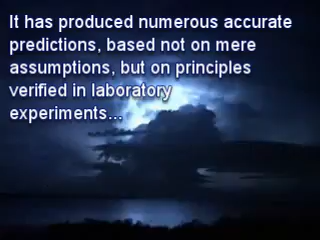 It has produced numerous accurate
predictions, based not on mere
assumptions, but on principles
verified in laboratory
experiments...